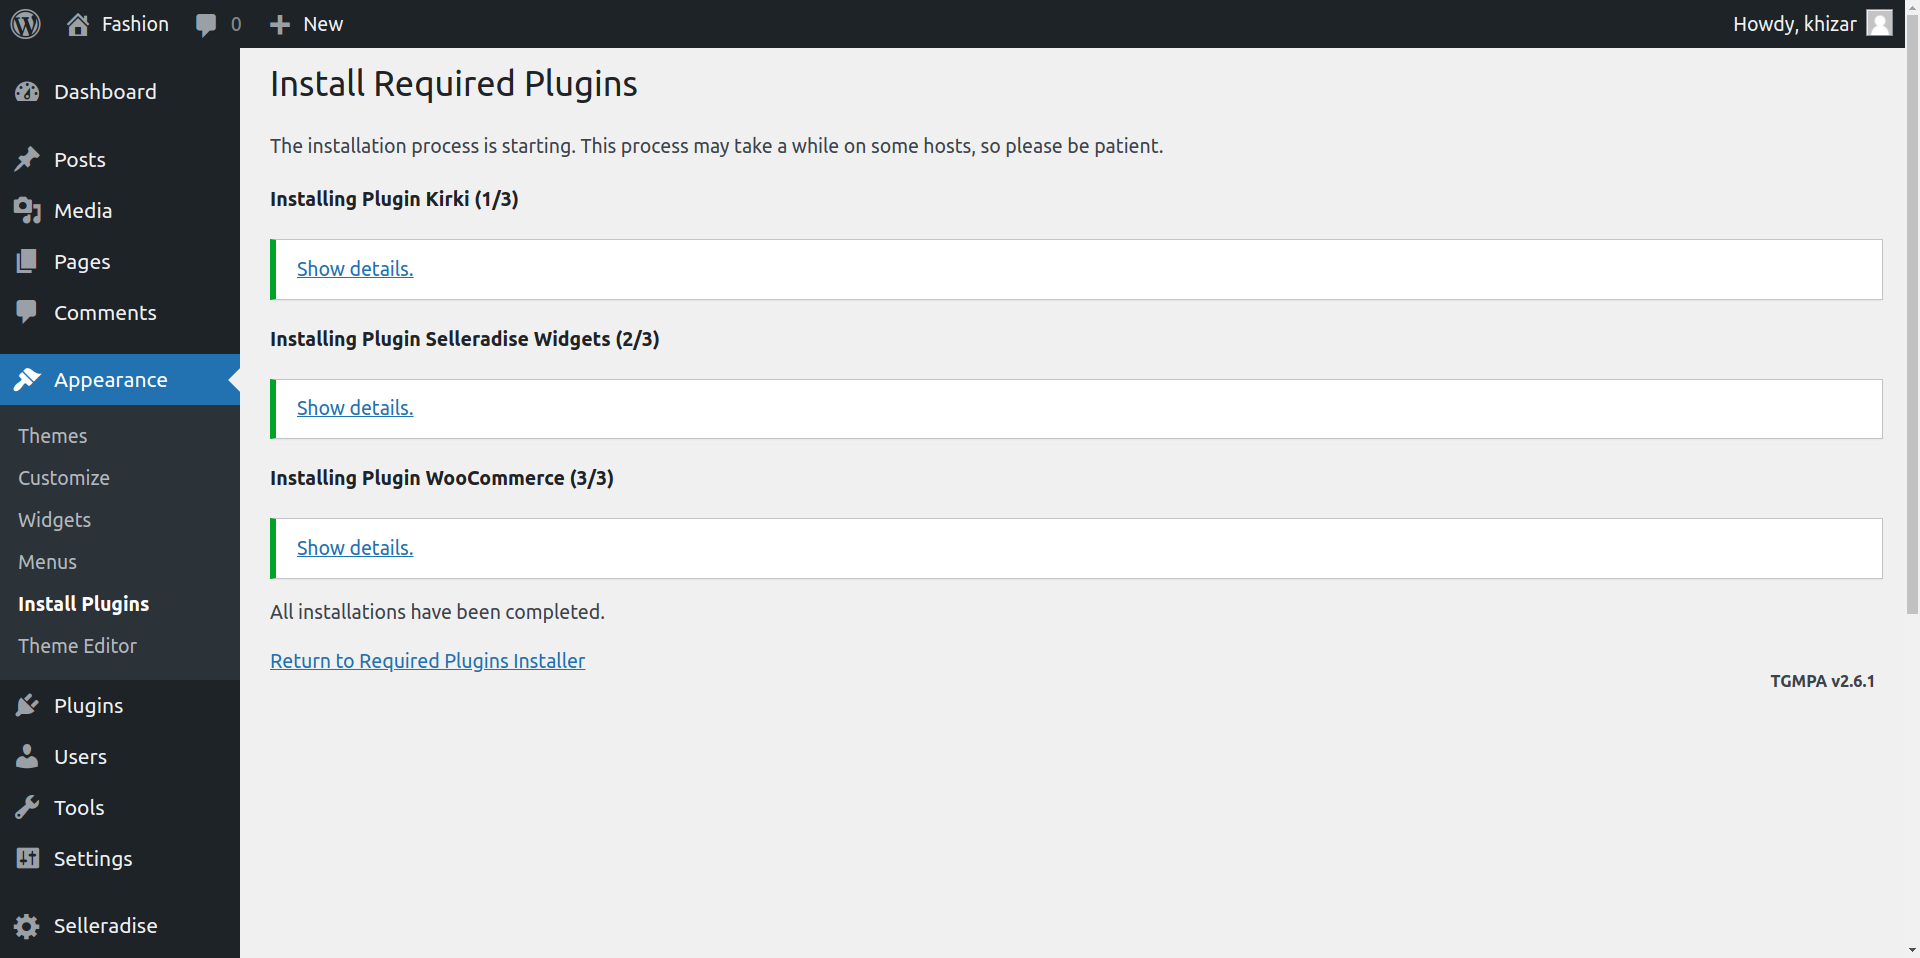 Fashion
0
New
Howdy, khizar
Dashboard
Posts
Media
Pages
Comments
Appearance
Themes
Customize
Widgets
Menus
Install Plugins
Theme Editor
Plugins
Users
Tools
Settings
Selleradise
Install Required Plugins
The installation process is starting. This process may take a while on some hosts, so please be patient.
Installing Plugin Kirki (1/3)
Show details.
Installing Plugin Selleradise Widgets (2/3)
Show details.
Installing Plugin WooCommerce (3/3)
Show details.
All installations have been completed.
Return to Required Plugins Installer
TGMPA v2.6.1